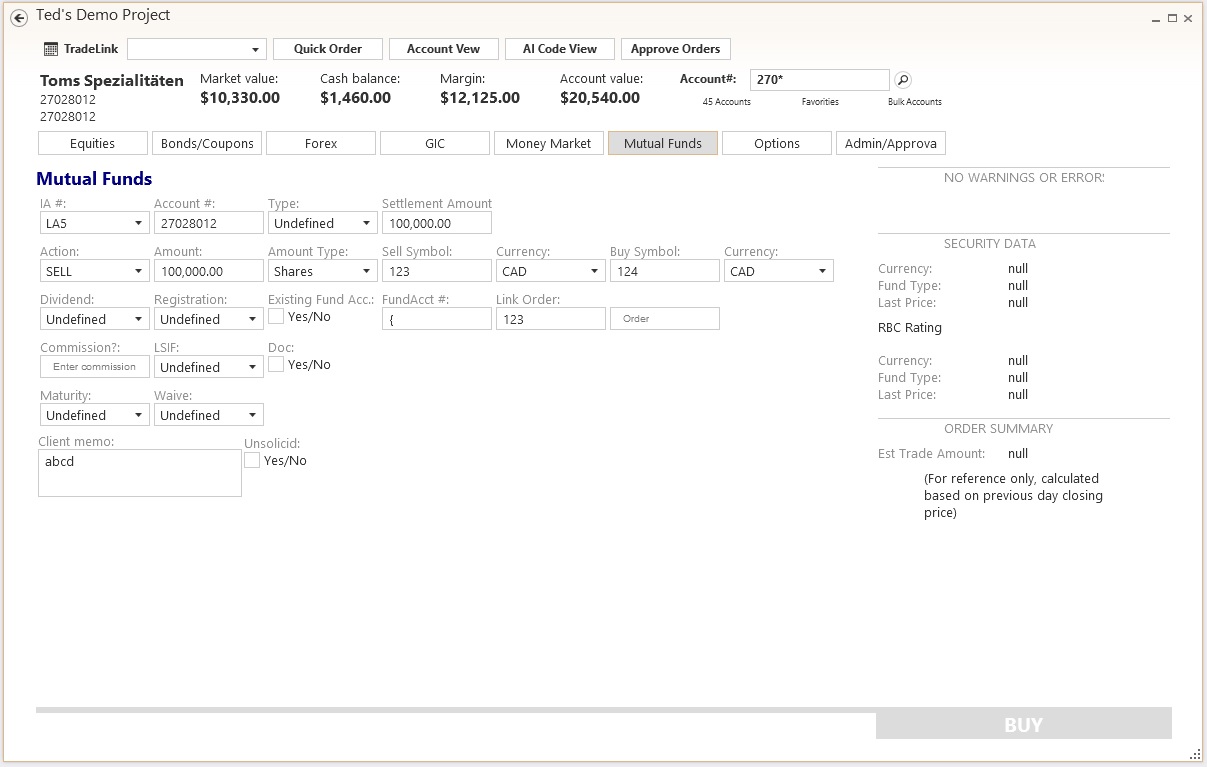 Ted's Demo Project
TradeLink Quick Order Account Vew AI Code View Approve Orders
Toms Spezialitäten Market value: Cash balance: Margin: Account value: Account#: 270*
27028012 $10,330.00 $1,460.00 $12,125.00 $20,540.00 45 Accounts Favorities Bulk Accounts
27028012
Equities Bonds/Coupons Forex GIC Money Market Mutual Funds Options Admin/Approva
Mutual Funds
IA #: Account #: Type: Settlement Amount
LA5 27028012 Undefined 100,000.00
Action: Amount: Amount Type: Sell Symbol: Currency: Buy Symbol: Currency:
SELL 100,000.00 Shares 123 CAD 124 CAD
Dividend: Registration: Existing Fund Acc.: FundAcct #: Link Order:
Undefined Undefined Yes/No { 123 Order
Commission?: LSIF: Doc:
Enter commission Undefined Yes/No
Maturity: Waive:
Undefined Undefined
Client memo: Unsolicid:
abcd Yes/No
NO WARNINGS OR ERROR!
SECURITY DATA
Currency: null
Fund Type: null
Last Price: null
RBC Rating
Currency: null
Fund Type: null
Last Price: null
ORDER SUMMARY
Est Trade Amount: null
(For reference only, calculated
based on previous day closing
price)
BUY